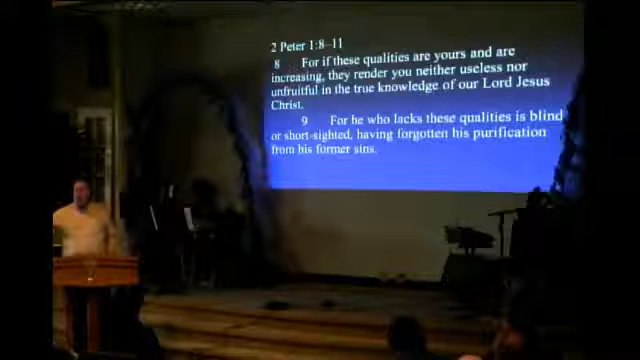 2 Peter 1:8–11
8 For if these qualities are yours and are
increasing, they render you neither useless nor
unfruitful in the true knowledge of our Lord Jesus
Christ.
9 For he who lacks these qualities is blind
or short-sighted, having forgotten his purification
from his former sins.